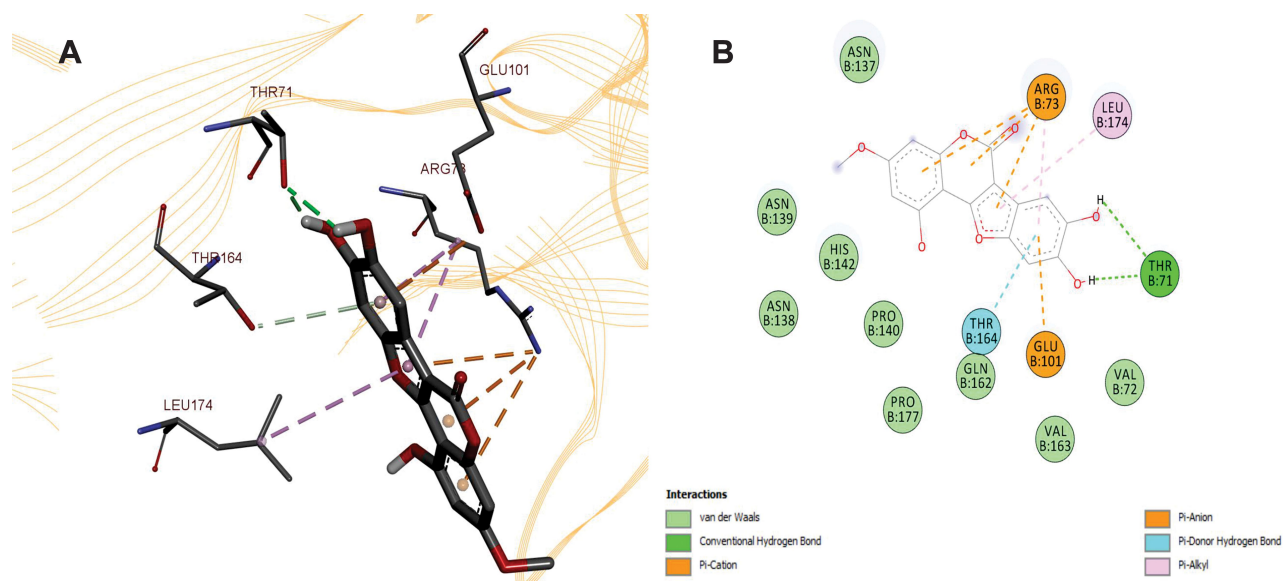 A
GLU101
THR71
ARG73
THR164
LEU174
B
ASN
B:137
ARG
B:73
LEU
B:174
O
O
O
ASN
B:139
H
O
O
O
HIS
B:142
O
H
THR
B:71
ASN
B:138
PRO
B:140
THR
B:164
GLU
B:101
GLN
B:162
VAL
B:72
PRO
B:177
VAL
B:163
Interactions
van der Waals
Conventional Hydrogen Bond
Pi-Cation
Pi-Anion
Pi-Donor Hydrogen Bond
Pi-Alkyl